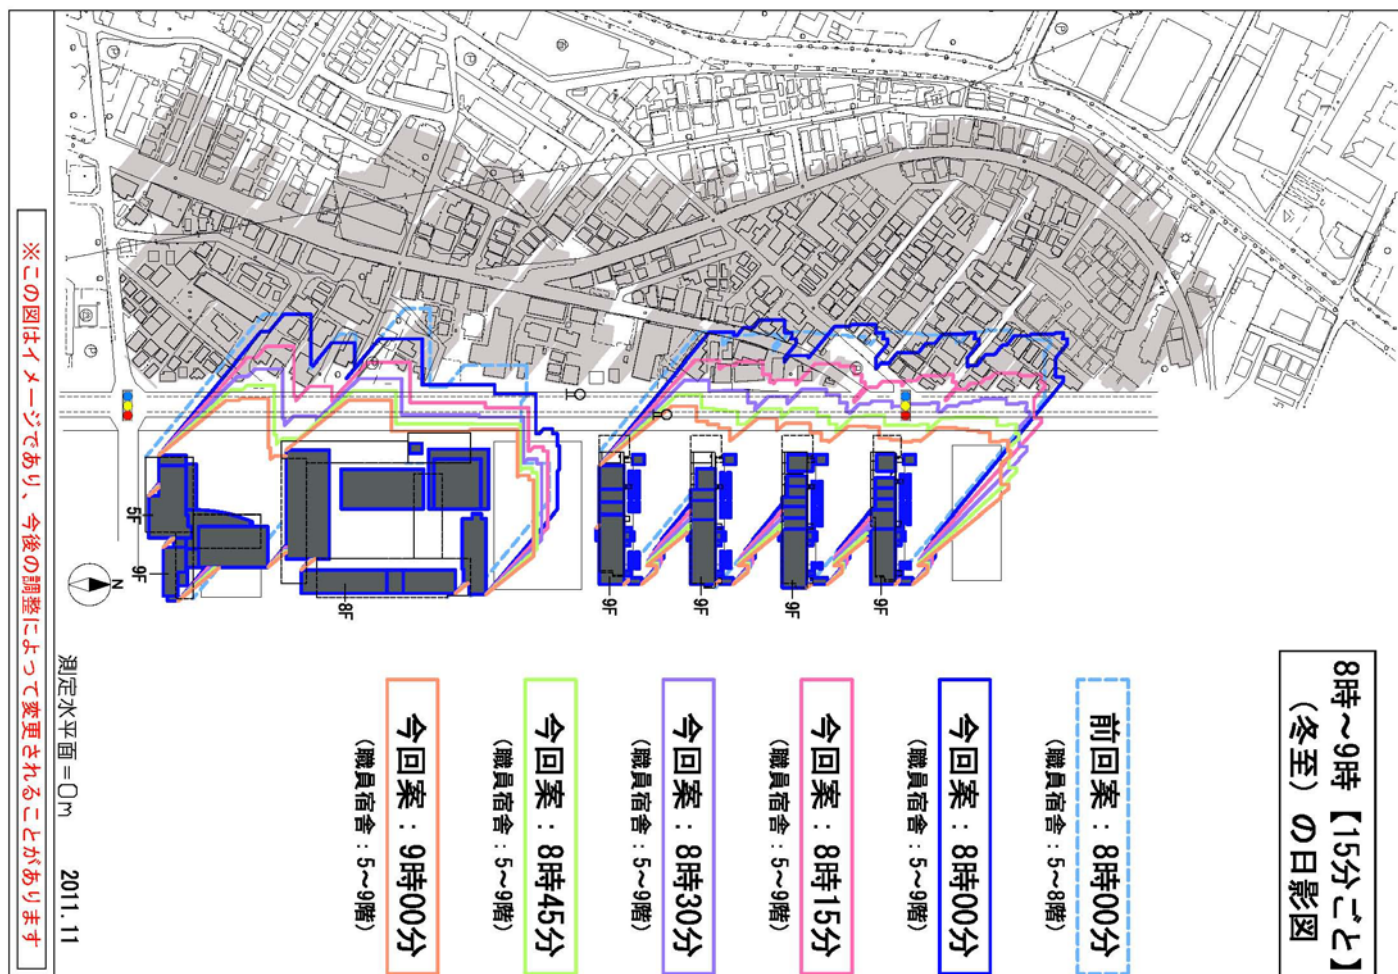 8時～9時【15分ごと】
(冬至)の日影図
前回案：8時00分
(職員宿舎：5～8階)
今回案：8時00分
(職員宿舎：5～9階)
今回案：8時15分
(職員宿舎：5～9階)
今回案：8時30分
(職員宿舎：5～9階)
今回案：8時45分
(職員宿舎：5～9階)
今回案：9時00分
(職員宿舎：5～9階)
9F
9F
9F
9F
8F
5F
9F
N
測定水平面=0m
2011.11
※この図はイメージであり、今後の調整によって変更されることがあります